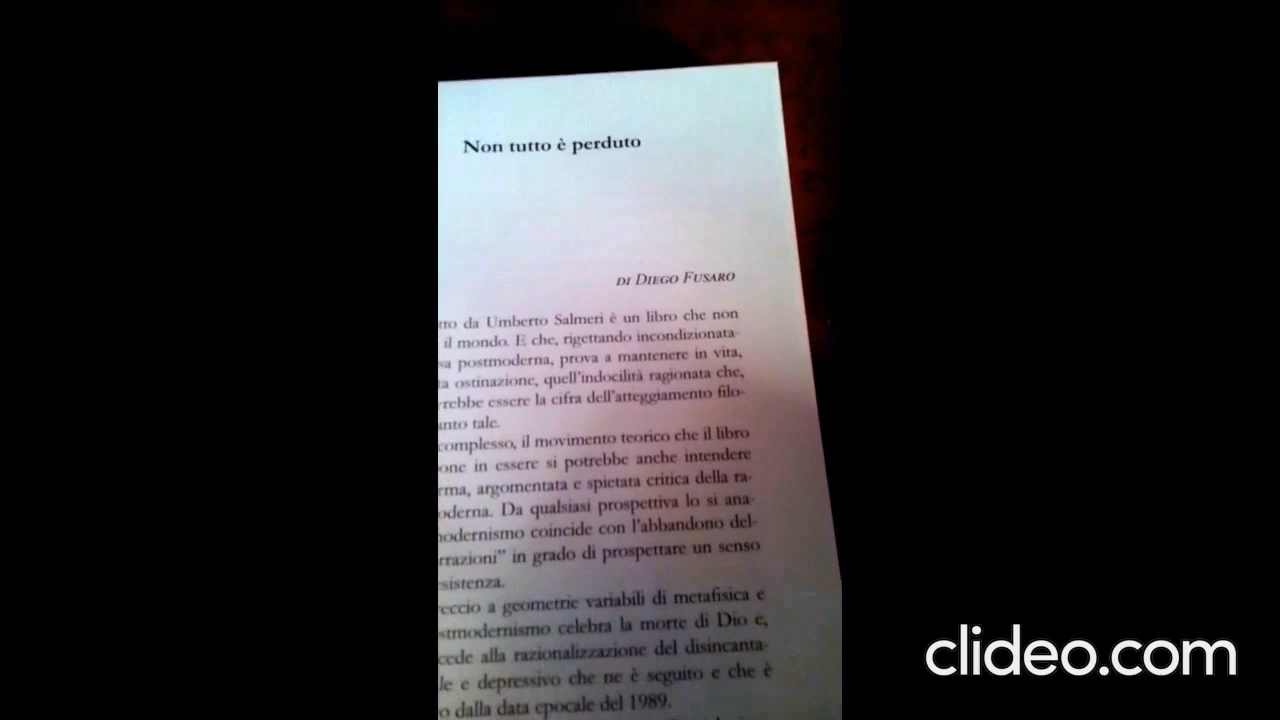 Non tutto è perduto
DI DIEGO FUSARO
tto da Umberto Salmeri è un libro che non
il mondo. E che, rigettando incondizionata-
sa postmoderna, prova a mantenere in vita,
ta ostinazione, quell'indocilità ragionata che,
rebbe essere la cifra dell'atteggiamento filo-
anto tale.
complesso, il movimento teorico che il libro
one in essere si potrebbe anche intendere
rma, argomentata e spietata critica della ra-
oderna. Da qualsiasi prospettiva lo si ana-
nodernismo coincide con l'abbandono del-
rrazioni" in grado di prospettare un senso
sistenza.
eccio a geometrie variabili di metafisica e
stmodernismo celebra la morte di Dio e,
cede alla razionalizzazione del disincanta-
le e depressivo che ne è seguito e che è
o dalla data epocale del 1989.
clideo.com